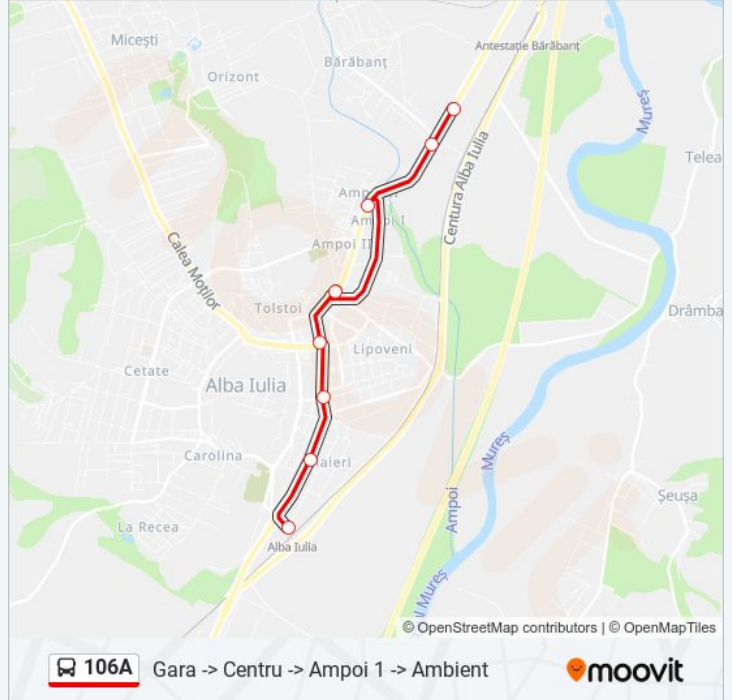 Micești
Antestație Bărăbanț
Bărăbanț
Orizont
Mureș
Telea
Centura Alba Iulia
Ampoi I
Ampoi II
Calea Moților
Tolstoi
Drâmba
Lipoveni
Cetate
Alba Iulia
Mureș
Carolina
aieri
Ampoi
Șeușa
La Recea
Alba Iulia
l Mureș
© OpenStreetMap contributors | © OpenMapTiles
106A Gara -> Centru -> Ampoi 1 -> Ambient
moovit